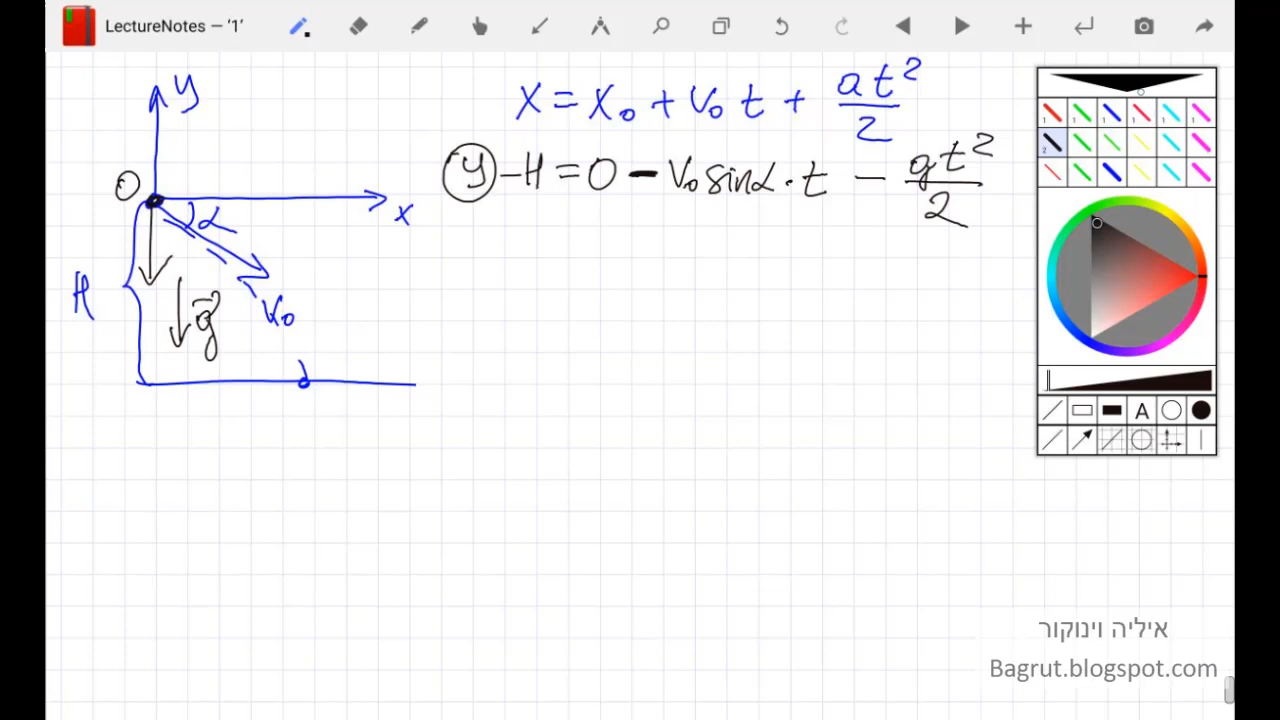 LectureNotes – ‘1’
y
x = x₀ + v₀ t + at²/2
(y) -H = 0 - v₀ sinα · t - gt²/2
O
α
x
H
g⃗
v₀
A
איליה וינוקור
Bagrut.blogspot.com